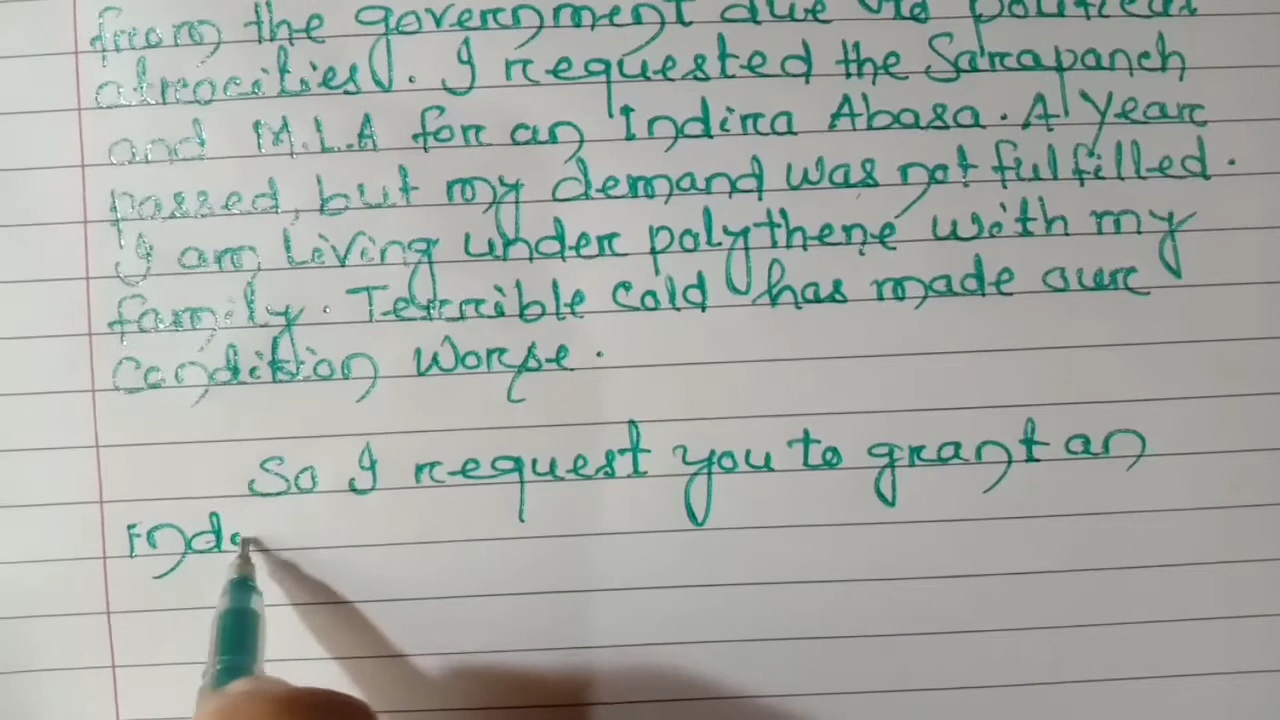 from the government due to political
atrocities. I requested the Sarapanch
and M.L.A for an Indira Abasa. A year
passed, but my demand was not fulfilled.
I am living under polythene with my
family. Terrible cold has made our
condition worse.
So I request you to grant an
Ind